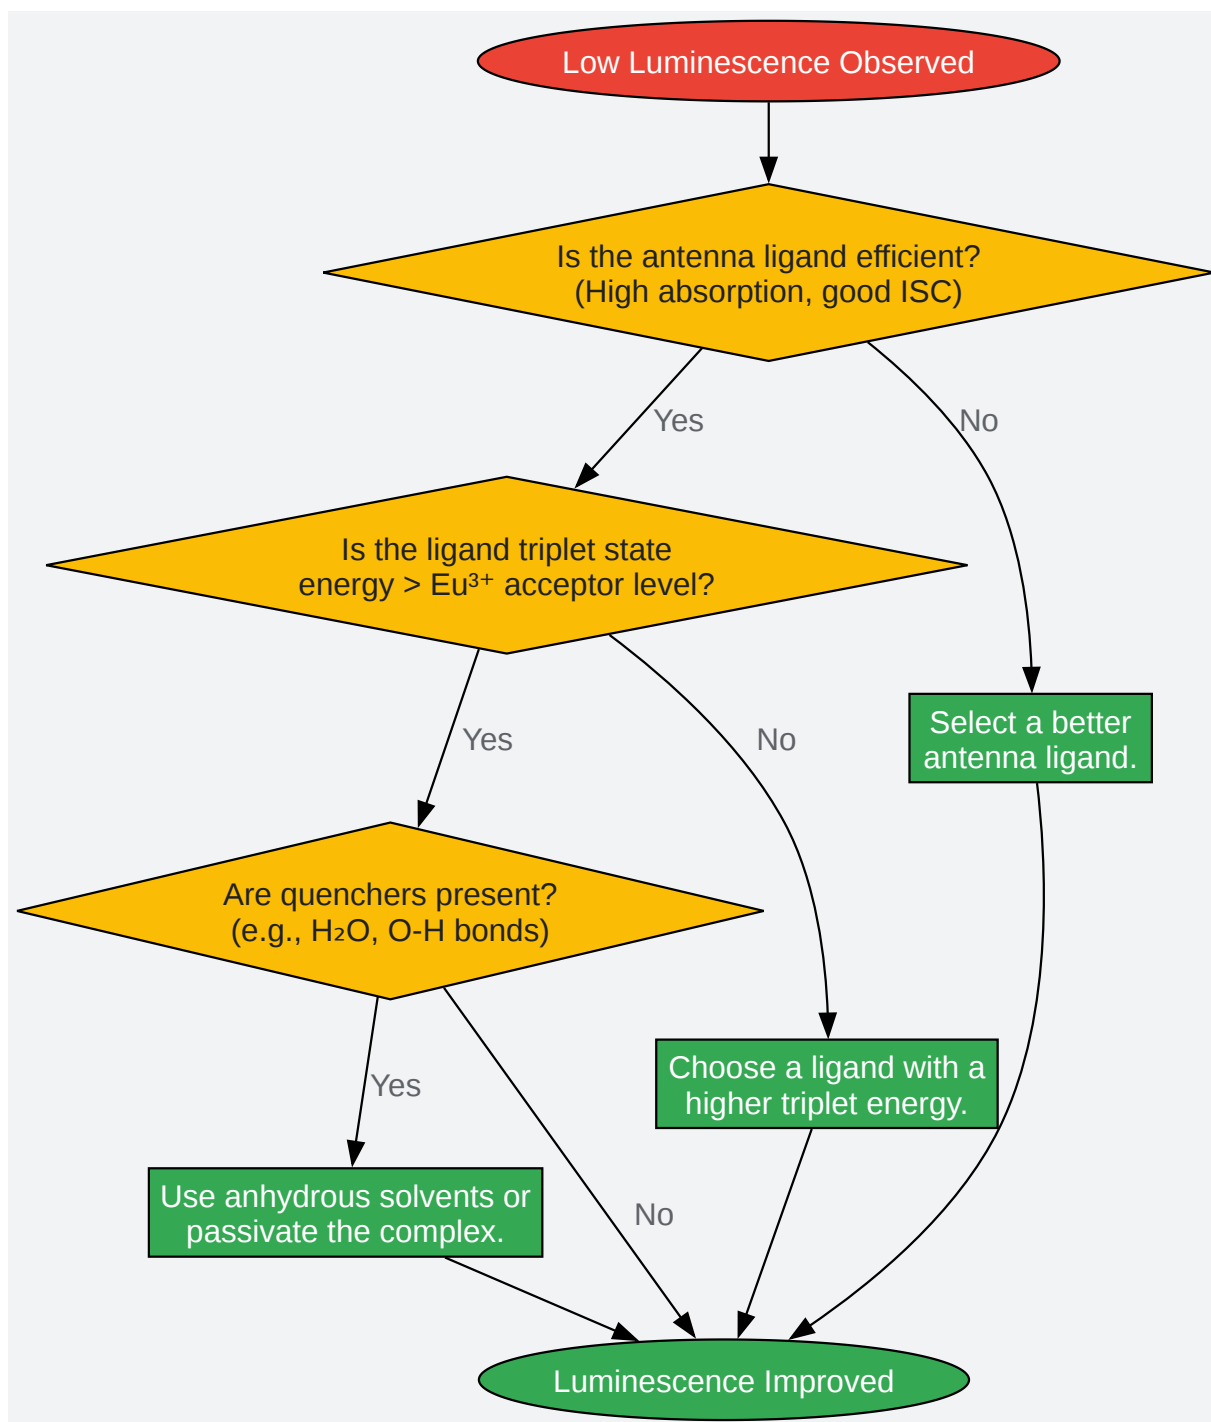 Low Luminescence Observed
Is the antenna ligand efficient?
(High absorption, good ISC)
Yes
No
Is the ligand triplet state
energy > Eu³⁺ acceptor level?
Select a better
antenna ligand.
Yes
No
Are quenchers present?
(e.g., H₂O, O-H bonds)
Choose a ligand with a
higher triplet energy.
Yes
Use anhydrous solvents or
passivate the complex.
No
Luminescence Improved